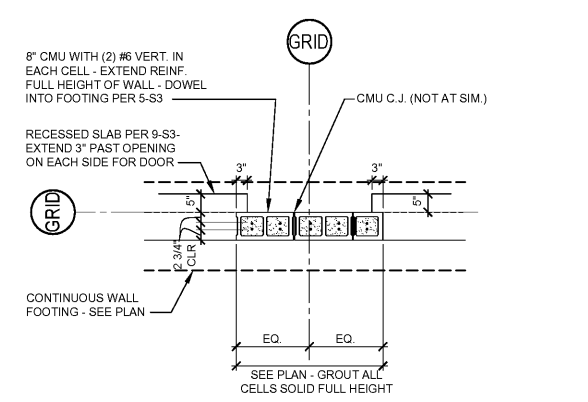 GRID
8" CMU WITH (2) #6 VERT. IN
EACH CELL - EXTEND REINF.
FULL HEIGHT OF WALL - DOWEL
INTO FOOTING PER 5-S3
CMU C.J. (NOT AT SIM.)
RECESSED SLAB PER 9-S3-
EXTEND 3" PAST OPENING
ON EACH SIDE FOR DOOR
3"
3"
5"
5"
GRID
2 3/4"
CLR
CONTINUOUS WALL
FOOTING - SEE PLAN
EQ.
EQ.
SEE PLAN - GROUT ALL
CELLS SOLID FULL HEIGHT